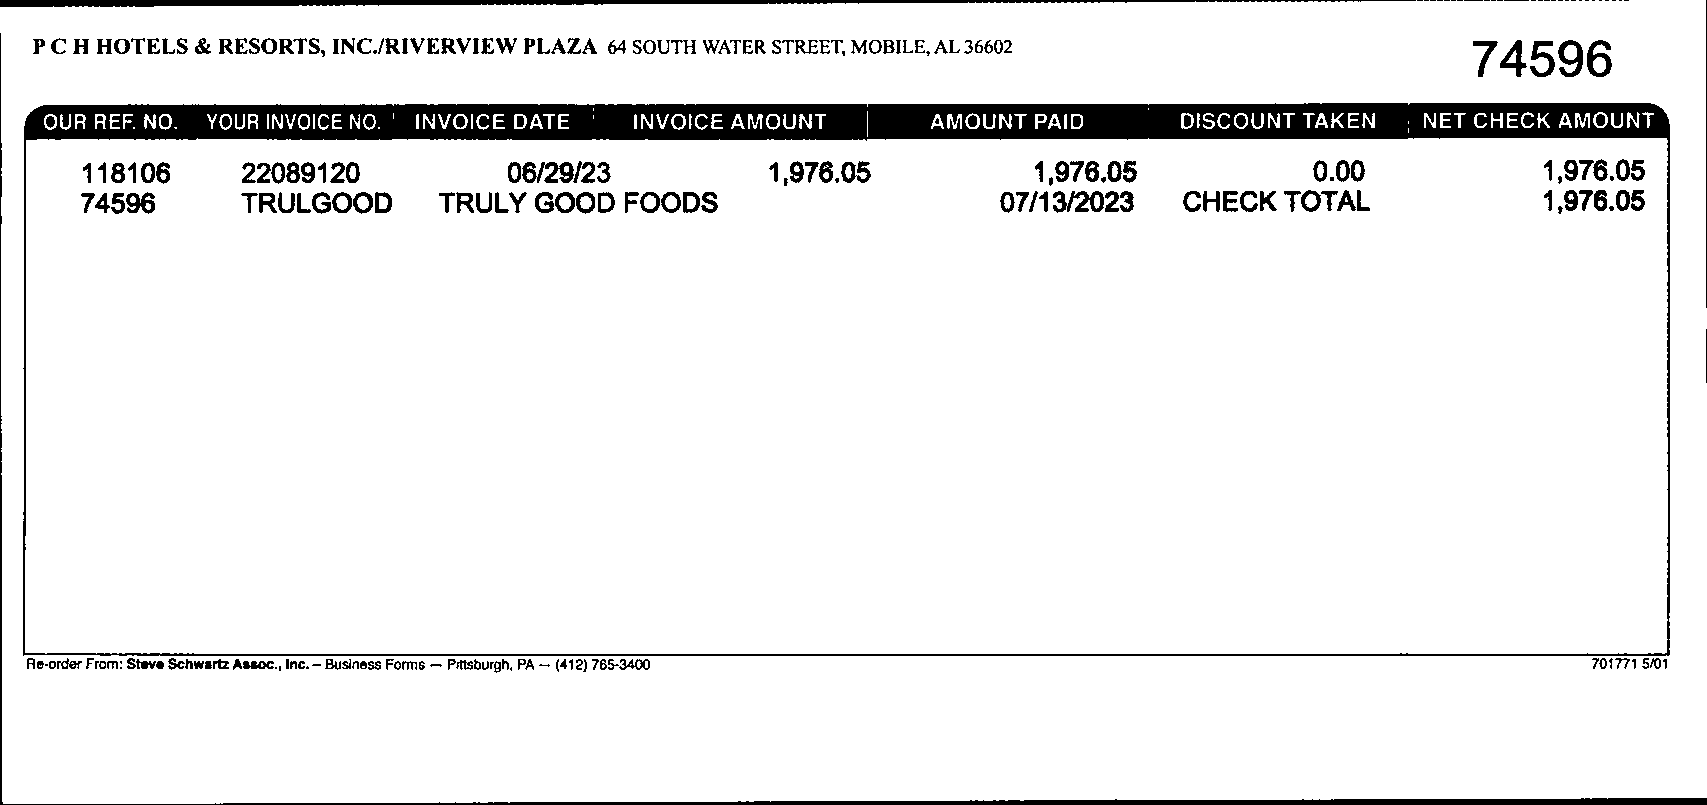 P C H HOTELS & RESORTS, INC./RIVERVIEW PLAZA 64 SOUTH WATER STREET, MOBILE, AL 36602
74596
OUR REF. NO. YOUR INVOICE NO. INVOICE DATE INVOICE AMOUNT AMOUNT PAID DISCOUNT TAKEN NET CHECK AMOUNT
118106 22089120 06/29/23 1,976.05 1,976.05 0.00 1,976.05
74596 TRULGOOD TRULY GOOD FOODS 07/13/2023 CHECK TOTAL 1,976.05
Re-order From: Steve Schwartz Assoc., Inc. – Business Forms – Pittsburgh, PA – (412) 765-3400
701771 5/01